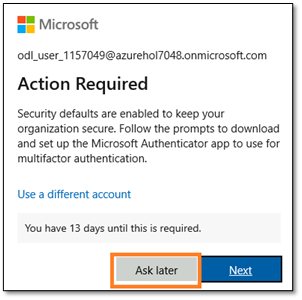 Microsoft
odl_user_1157049@azurehol7048.onmicrosoft.com
Action Required
Security defaults are enabled to keep your
organization secure. Follow the prompts to download
and set up the Microsoft Authenticator app to use for
multifactor authentication.
Use a different account
You have 13 days until this is required.
Ask later
Next